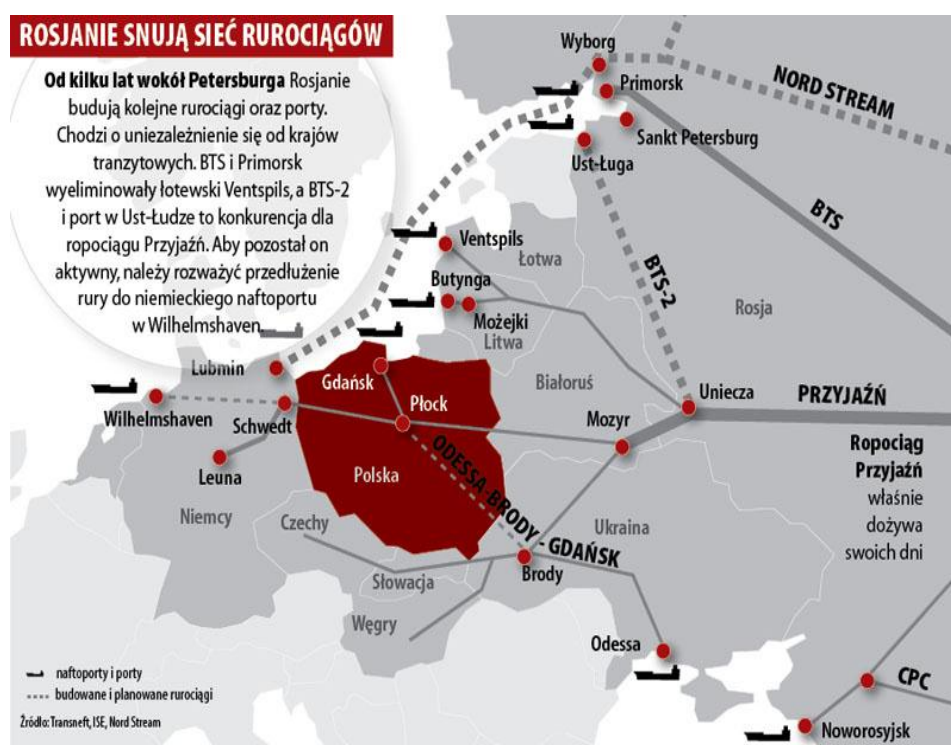 ROSJANIE SNUJĄ SIEĆ RUROCIĄGÓW
Od kilku lat wokół Petersburga Rosjanie
budują kolejne rurociągi oraz porty.
Chodzi o uniezależnienie się od krajów
tranzytowych. BTS i Primorsk
wyeliminowały łotewski Ventspils, a BTS-2
i port w Ust-Łudze to konkurencja dla
ropociągu Przyjaźń. Aby pozostał on
aktywny, należy rozważyć przedłużenie
rury do niemieckiego naftoportu
w Wilhelmshaven.
Wyborg
Primorsk
NORD STREAM
Sankt Petersburg
Ust-Ługa
BTS
Ventspils
Łotwa
BTS-2
Butynga
Możejki
Litwa
Rosja
Lubmin
Gdańsk
Białoruś
Uniecza
PRZYJAŹŃ
Wilhelmshaven
Schwedt
Płock
Mozyr
Leuna
Polska
ODESSA-BRODY-GDAŃSK
Ropociąg
Przyjaźń
właśnie
dożywa
swoich dni
Niemcy
Czechy
Ukraina
Słowacja
Brody
Węgry
Odessa
CPC
Noworosyjsk
naftoporty i porty
budowane i planowane rurociągi
Źródło: Transneft, ISE, Nord Stream